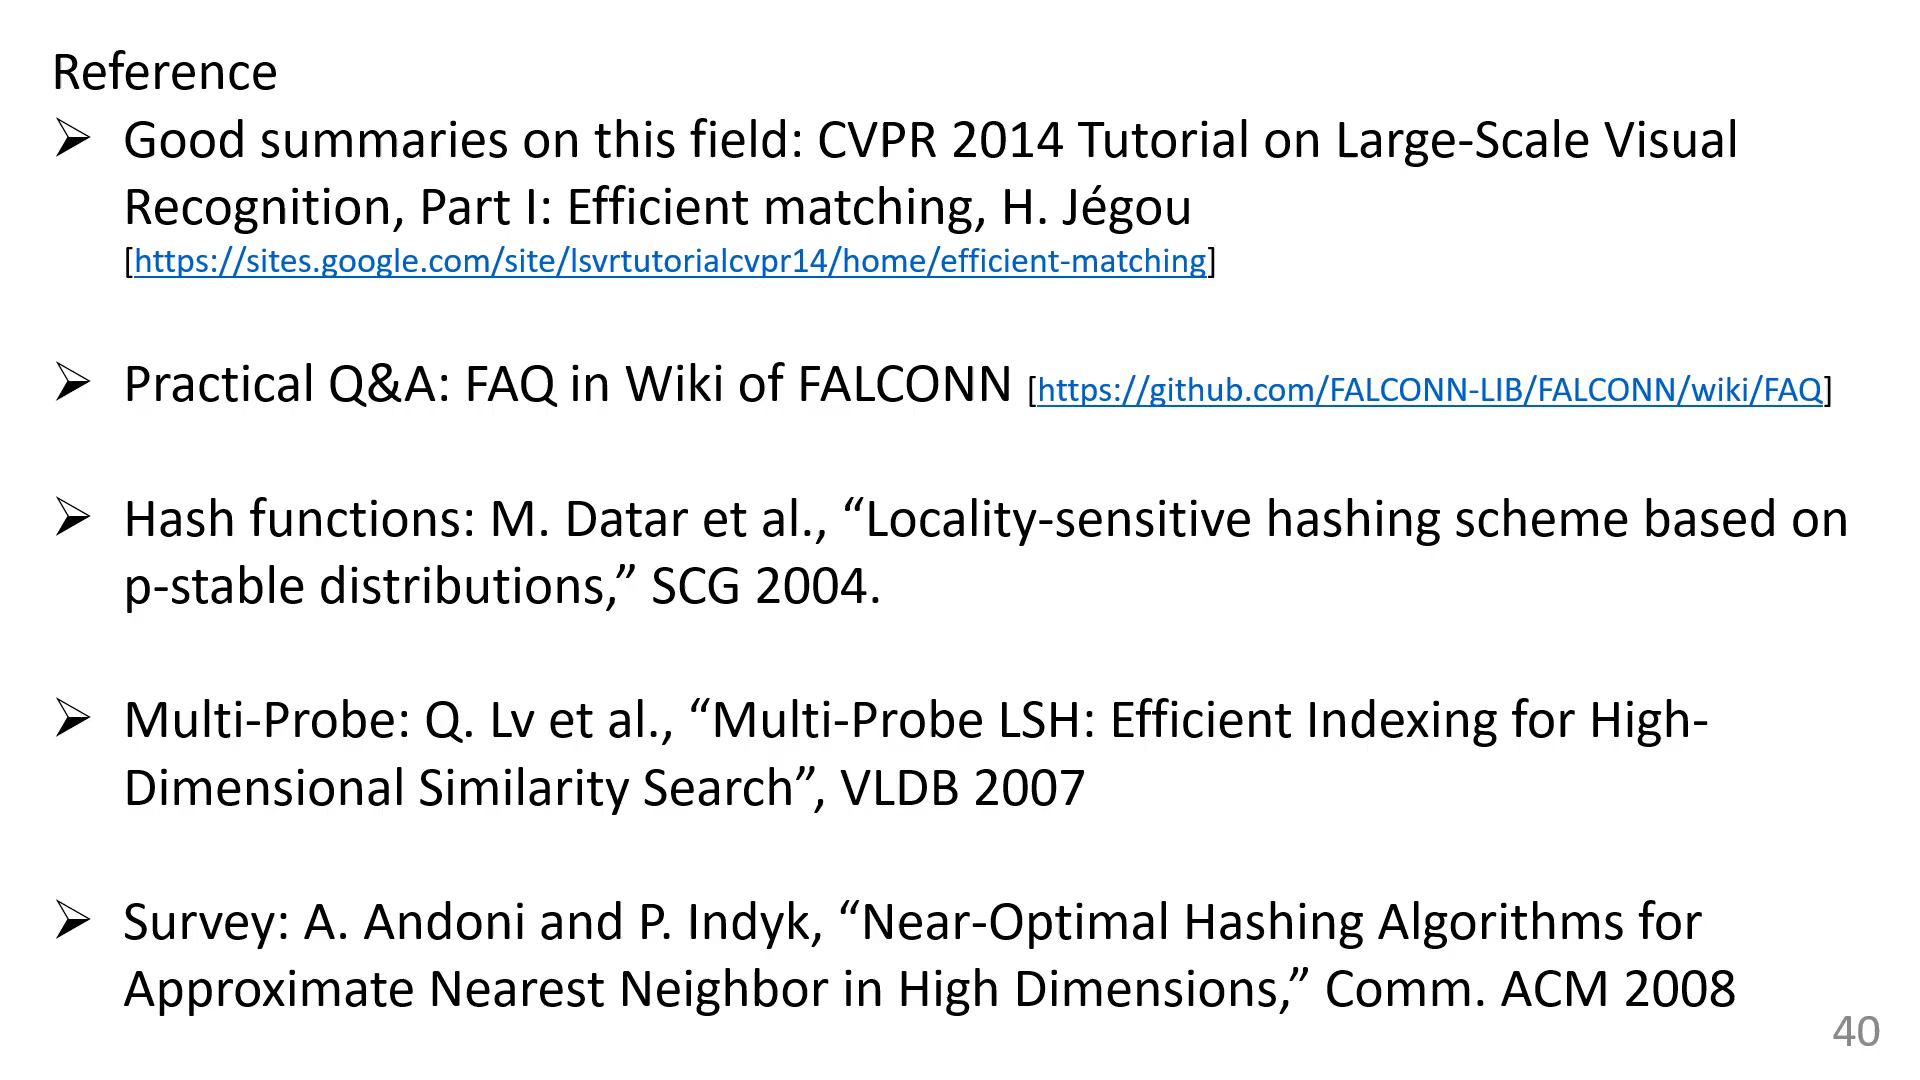 Reference
➢ Good summaries on this field: CVPR 2014 Tutorial on Large-Scale Visual
Recognition, Part I: Efficient matching, H. Jégou
[https://sites.google.com/site/lsvrtutorialcvpr14/home/efficient-matching]
➢ Practical Q&A: FAQ in Wiki of FALCONN [https://github.com/FALCONN-LIB/FALCONN/wiki/FAQ]
➢ Hash functions: M. Datar et al., “Locality-sensitive hashing scheme based on
p-stable distributions,” SCG 2004.
➢ Multi-Probe: Q. Lv et al., “Multi-Probe LSH: Efficient Indexing for High-
Dimensional Similarity Search”, VLDB 2007
➢ Survey: A. Andoni and P. Indyk, “Near-Optimal Hashing Algorithms for
Approximate Nearest Neighbor in High Dimensions,” Comm. ACM 2008
40